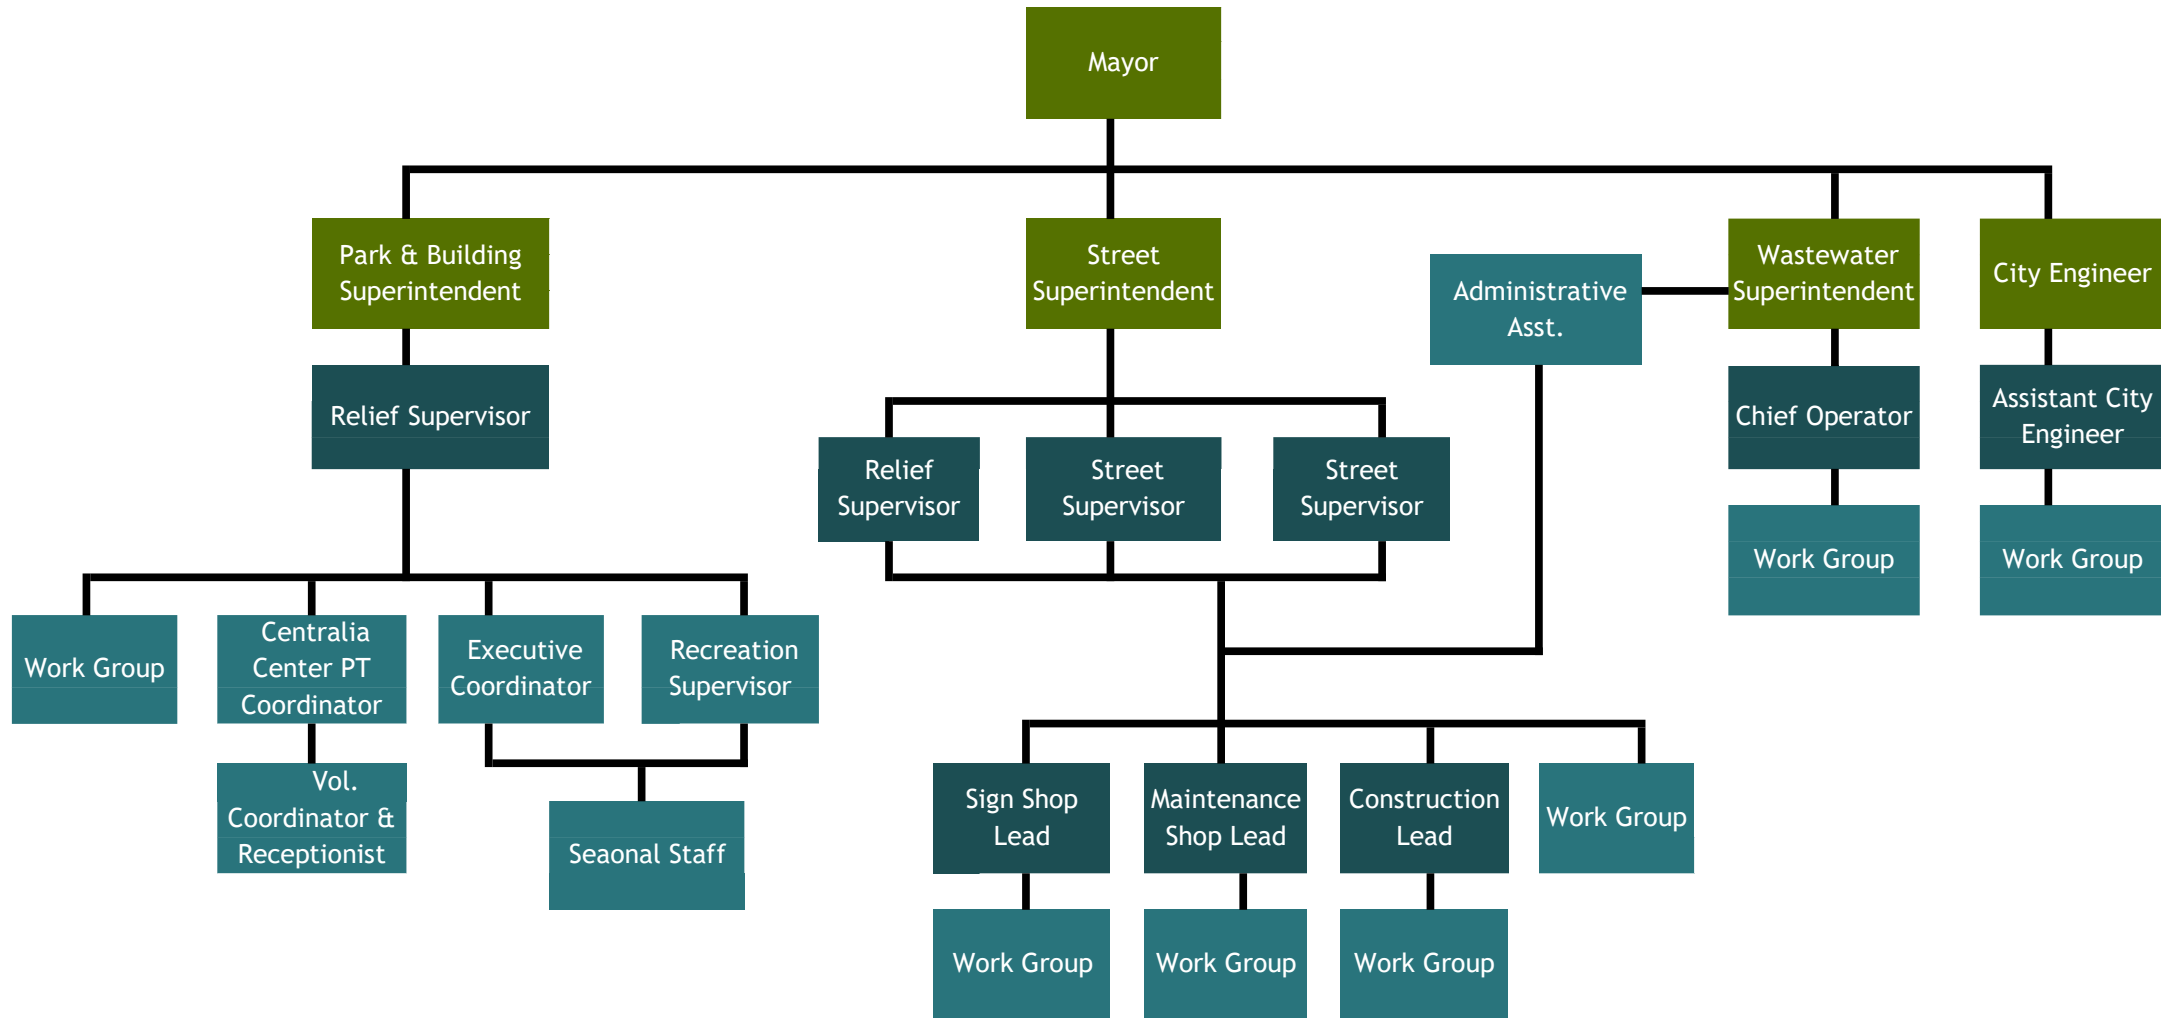 Mayor
Park & Building
Superintendent
Street
Superintendent
Administrative
Asst.
Wastewater
Superintendent
City Engineer
Relief Supervisor
Relief
Supervisor
Street
Supervisor
Street
Supervisor
Chief Operator
Assistant City
Engineer
Work Group
Work Group
Work Group
Centralia
Center PT
Coordinator
Executive
Coordinator
Recreation
Supervisor
Vol.
Coordinator &
Receptionist
Seaonal Staff
Sign Shop
Lead
Maintenance
Shop Lead
Construction
Lead
Work Group
Work Group
Work Group
Work Group